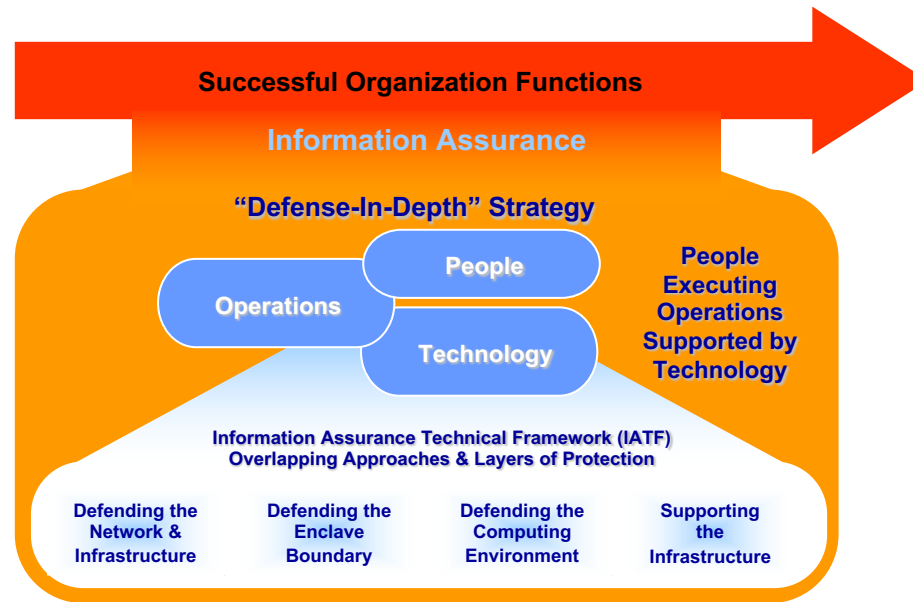 Successful Organization Functions
Information Assurance
“Defense-In-Depth” Strategy
People
Operations
Technology
People
Executing
Operations
Supported by
Technology
Information Assurance Technical Framework (IATF)
Overlapping Approaches & Layers of Protection
Defending the
Network &
Infrastructure
Defending the
Enclave
Boundary
Defending the
Computing
Environment
Supporting
the
Infrastructure